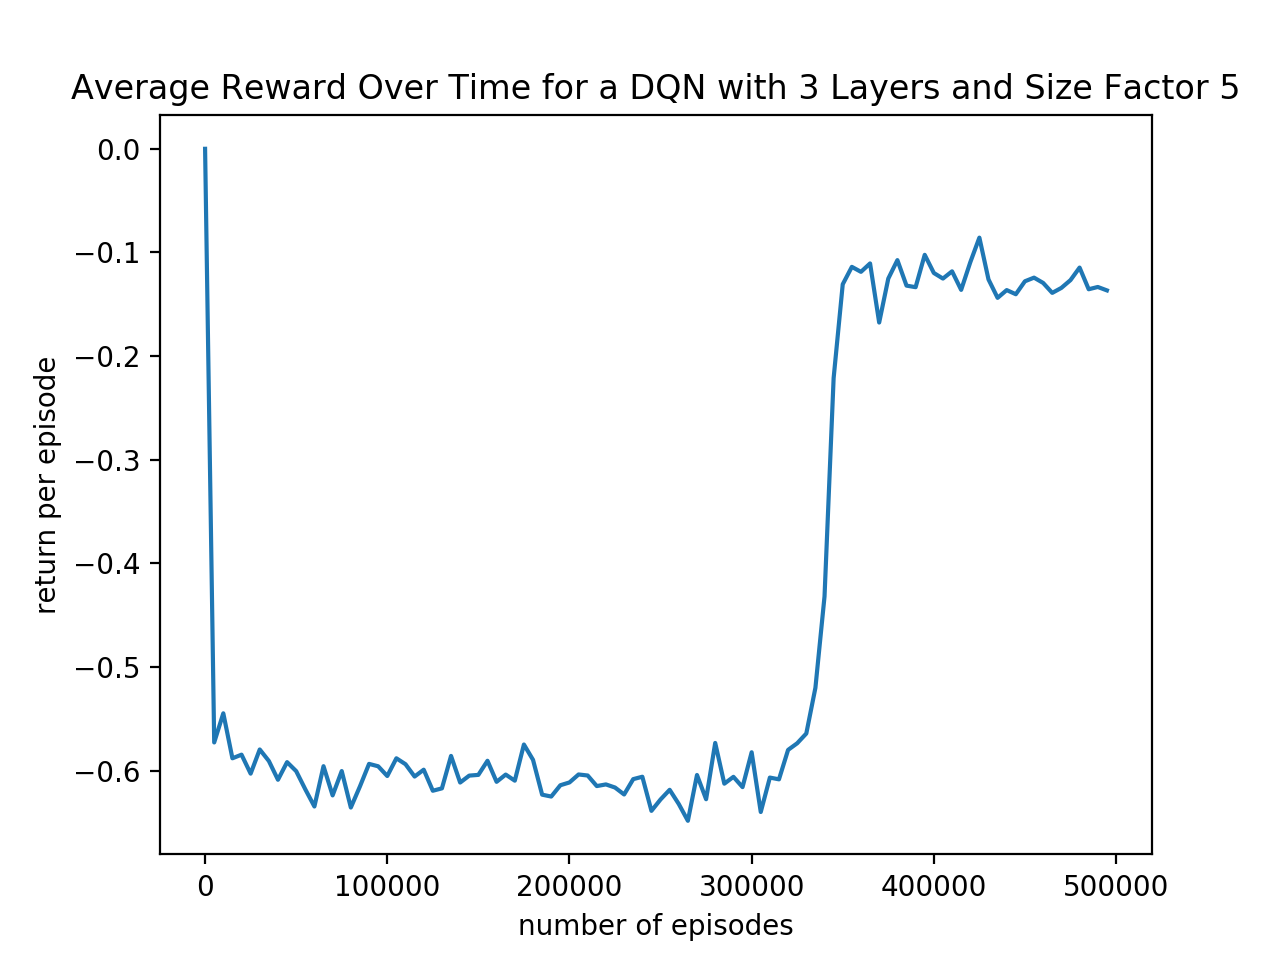 Average Reward Over Time for a DQN with 3 Layers and Size Factor 5
0.0
−0.1
−0.2
−0.3
−0.4
−0.5
−0.6
return per episode
0 100000 200000 300000 400000 500000
number of episodes